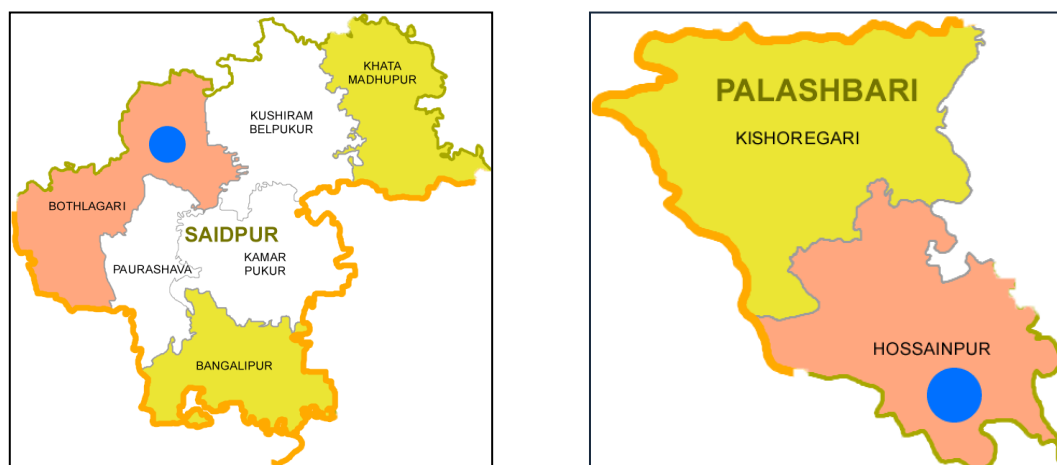 KHATA
MADHUPUR
KUSHIRAM
BELPUKUR
BOTHLAGARI
SAIDPUR
PAURASHAVA
KAMAR
PUKUR
BANGALIPUR
PALASHBARI
KISHOREGARI
HOSSAINPUR